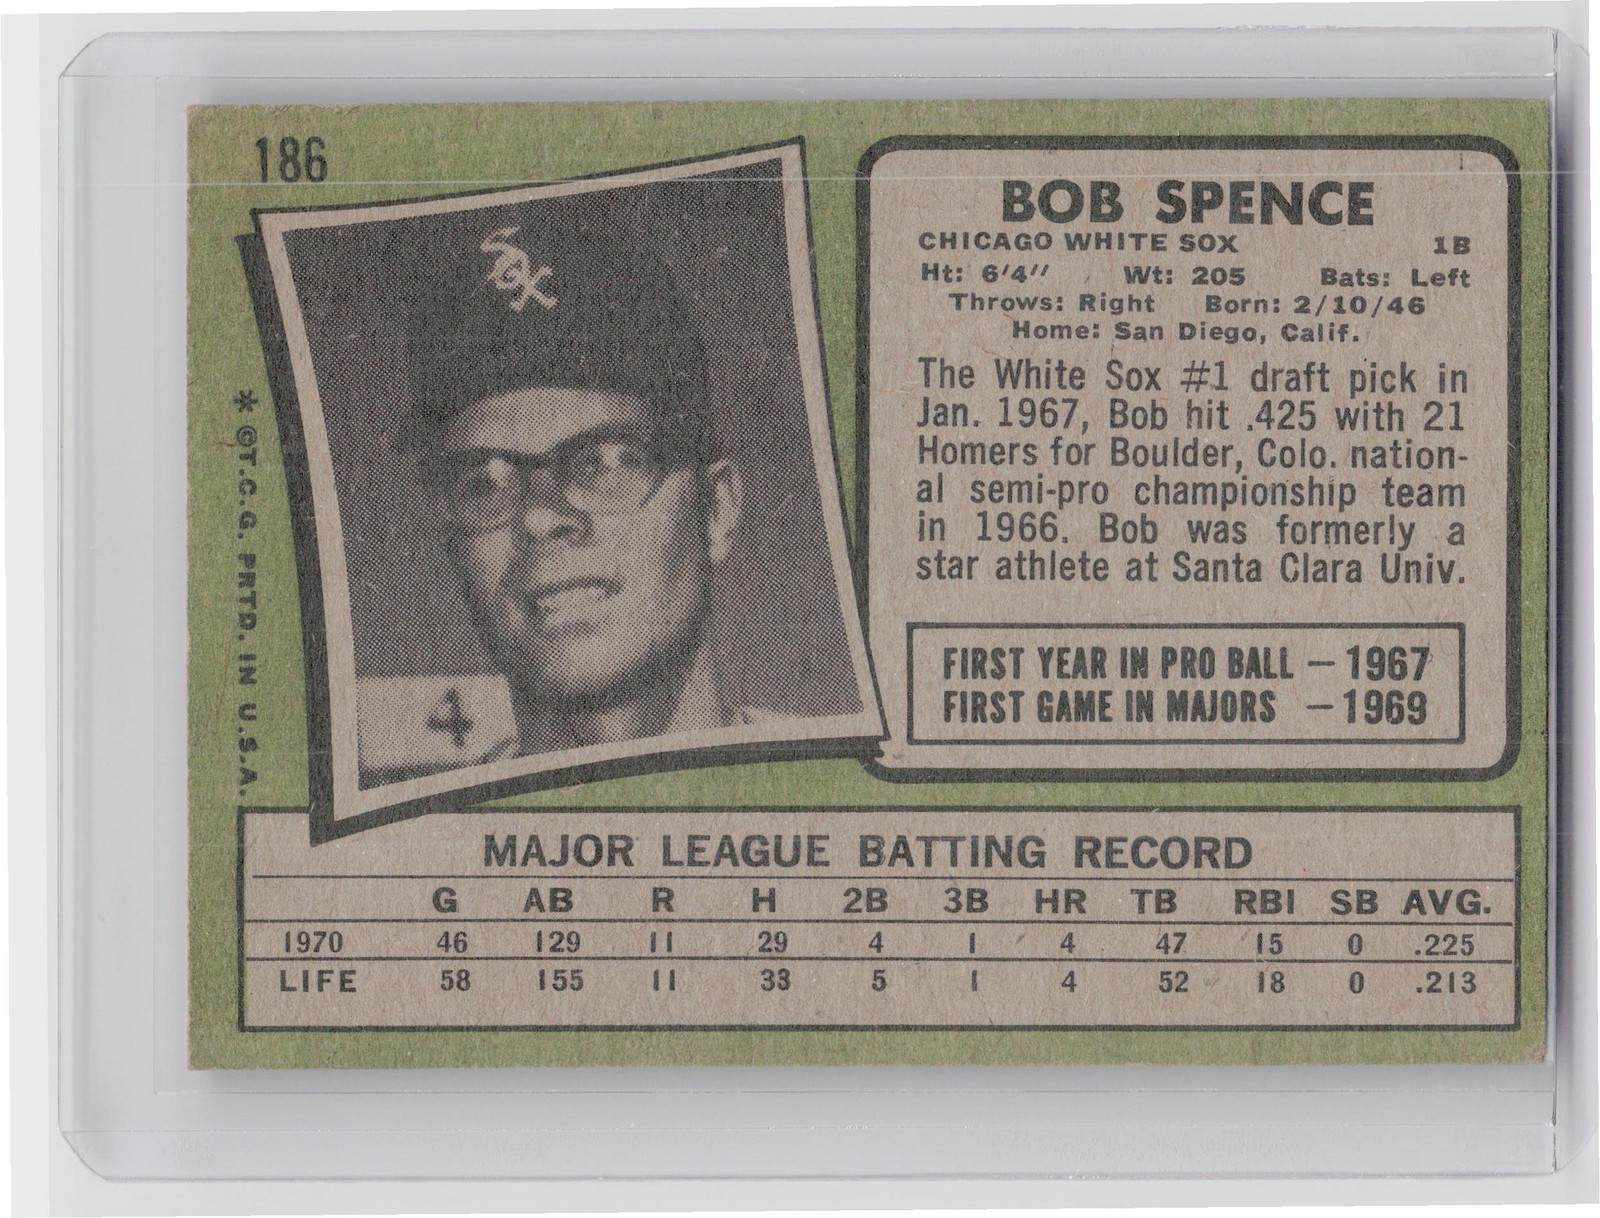 186
BOB SPENCE
CHICAGO WHITE SOX 1B
Ht: 6'4" Wt: 205 Bats: Left
Throws: Right Born: 2/10/46
Home: San Diego, Calif.
The White Sox #1 draft pick in
Jan. 1967, Bob hit .425 with 21
Homers for Boulder, Colo. nation-
al semi-pro championship team
in 1966. Bob was formerly a
star athlete at Santa Clara Univ.
FIRST YEAR IN PRO BALL – 1967
FIRST GAME IN MAJORS – 1969
Sox
4
* ©T.C.G. PRTD. IN U.S.A.
MAJOR LEAGUE BATTING RECORD
G AB R H 2B 3B HR TB RBI SB AVG.
1970 46 129 11 29 4 1 4 47 15 0 .225
LIFE 58 155 11 33 5 1 4 52 18 0 .213